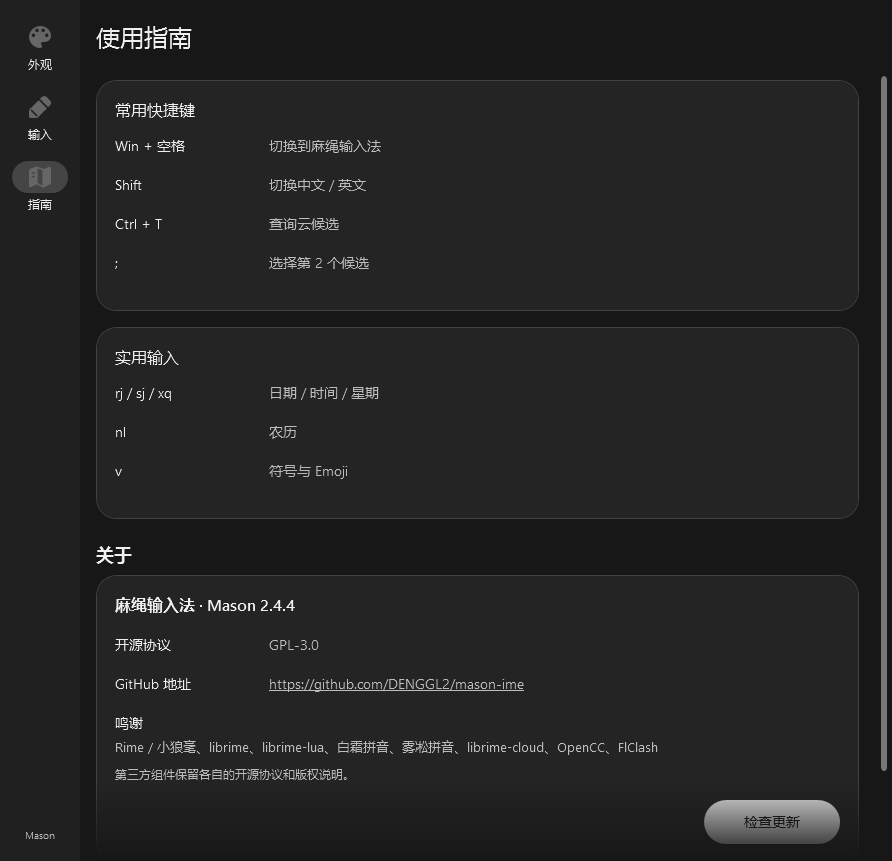 外观
输入
指南
Mason
使用指南
常用快捷键
Win + 空格 切换到麻绳输入法
Shift 切换中文 / 英文
Ctrl + T 查询云候选
; 选择第 2 个候选
实用输入
rj / sj / xq 日期 / 时间 / 星期
nl 农历
v 符号与 Emoji
关于
麻绳输入法 · Mason 2.4.4
开源协议 GPL-3.0
GitHub 地址 https://github.com/DENGGL2/mason-ime
鸣谢
Rime / 小狼毫、librime、librime-lua、白霜拼音、雾凇拼音、librime-cloud、OpenCC、FlClash
第三方组件保留各自的开源协议和版权说明。
检查更新